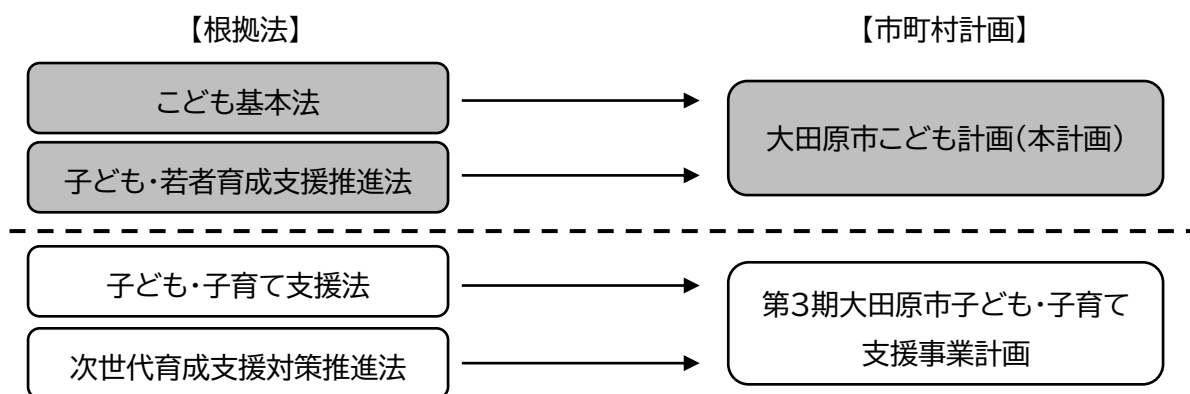 【根拠法】
【市町村計画】
こども基本法
大田原市こども計画(本計画)
子ども・若者育成支援推進法
子ども・子育て支援法
第3期大田原市子ども・子育て
支援事業計画
次世代育成支援対策推進法